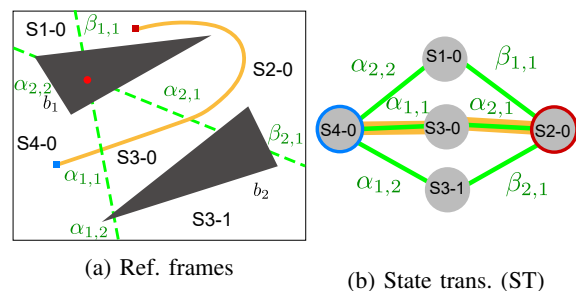 S1-0
β₁,₁
S2-0
α₂,₂
b₁
α₂,₁
S4-0
S3-0
β₂,₁
α₁,₁
b₂
α₁,₂
S3-1
(a) Ref. frames
S1-0
α₂,₂
β₁,₁
α₁,₁
α₂,₁
S4-0
S3-0
S2-0
α₁,₂
S3-1
β₂,₁
(b) State trans. (ST)